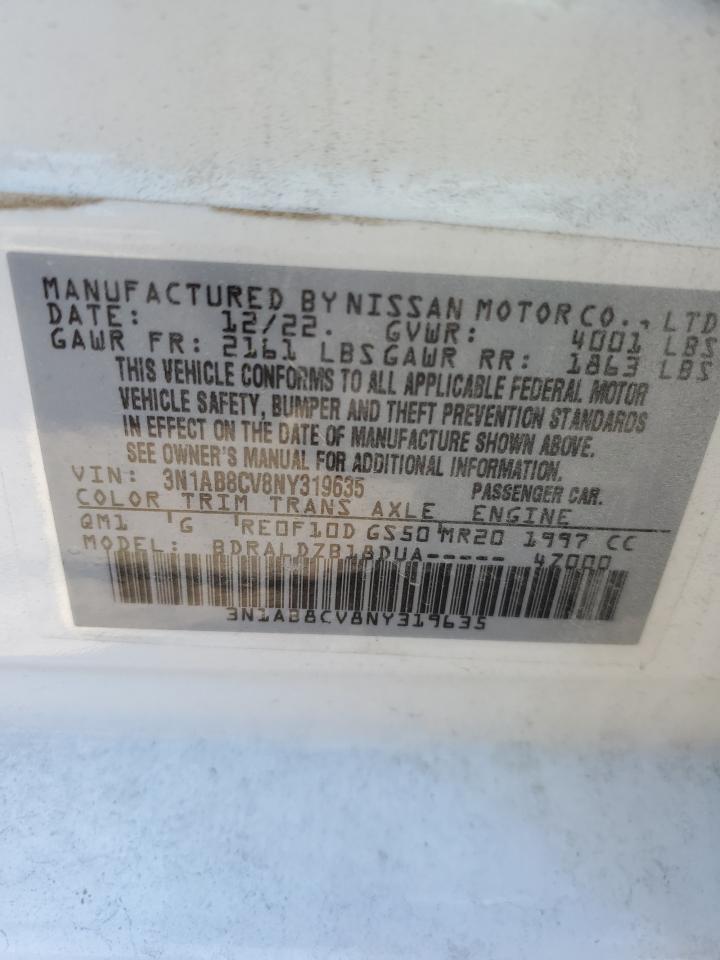 MANUFACTURED BY NISSAN MOTOR CO., LTD
DATE: 12/22. GVWR: 4001 LBS
GAWR FR: 2161 LBS GAWR RR: 1863 LBS
THIS VEHICLE CONFORMS TO ALL APPLICABLE FEDERAL MOTOR
VEHICLE SAFETY, BUMPER AND THEFT PREVENTION STANDARDS
IN EFFECT ON THE DATE OF MANUFACTURE SHOWN ABOVE.
SEE OWNER'S MANUAL FOR ADDITIONAL INFORMATION.
VIN: 3N1AB8CV8NY319635 PASSENGER CAR.
COLOR TRIM TRANS AXLE ENGINE
QM1 G RE0F10D GS50 MR20 1997 CC
MODEL: BDRALDZB18DUA----- 47000
3N1AB8CV8NY319635